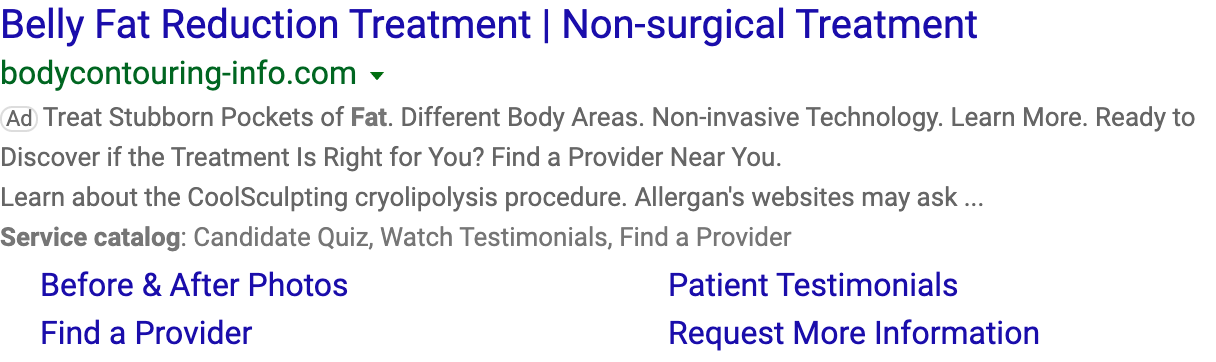 Belly Fat Reduction Treatment | Non-surgical Treatment
bodycontouring-info.com
Ad Treat Stubborn Pockets of Fat. Different Body Areas. Non-invasive Technology. Learn More. Ready to
Discover if the Treatment Is Right for You? Find a Provider Near You.
Learn about the CoolSculpting cryolipolysis procedure. Allergan's websites may ask ...
Service catalog: Candidate Quiz, Watch Testimonials, Find a Provider
Before & After Photos
Patient Testimonials
Find a Provider
Request More Information